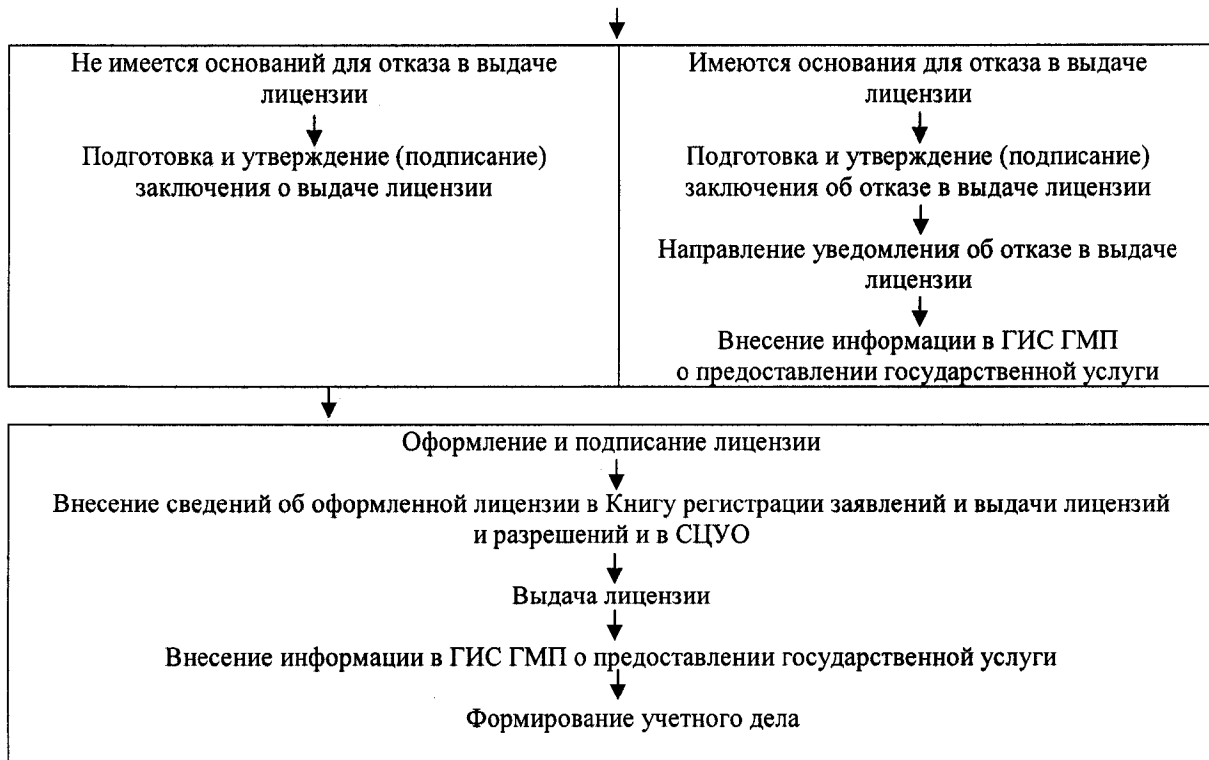 Не имеется оснований для отказа в выдаче
лицензии
Подготовка и утверждение (подписание)
заключения о выдаче лицензии
Имеются основания для отказа в выдаче
лицензии
Подготовка и утверждение (подписание)
заключения об отказе в выдаче лицензии
Направление уведомления об отказе в выдаче
лицензии
Внесение информации в ГИС ГМП
о предоставлении государственной услуги
Оформление и подписание лицензии
Внесение сведений об оформленной лицензии в Книгу регистрации заявлений и выдачи лицензий
и разрешений и в СЦУО
Выдача лицензии
Внесение информации в ГИС ГМП о предоставлении государственной услуги
Формирование учетного дела